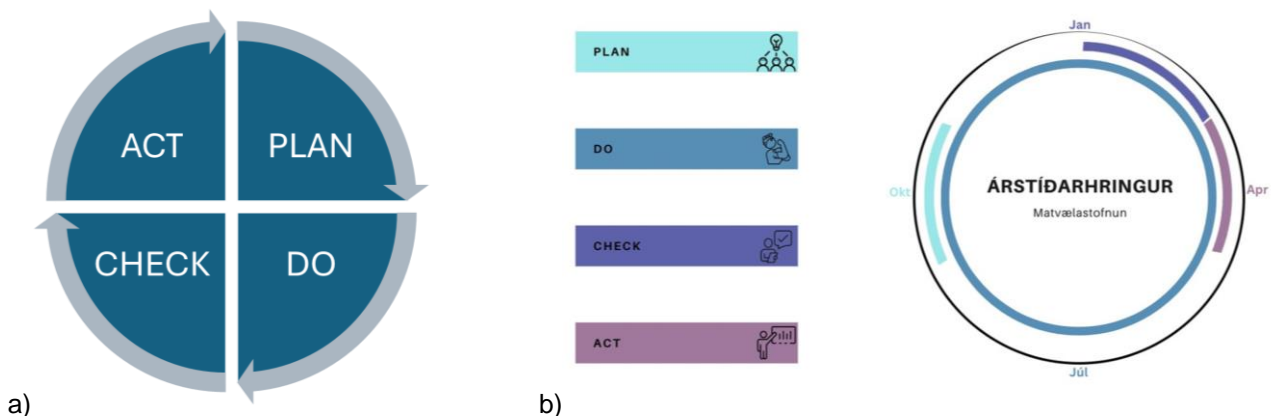 ACT PLAN
CHECK DO
a)
PLAN
DO
CHECK
ACT
b)
Jan
Okt
ÁRSTÍÐARHRINGUR
Matvælastofnun
Apr
Júl